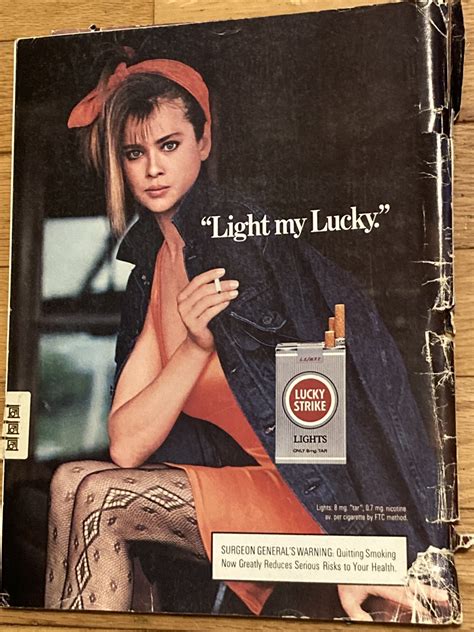 “Light my Lucky.”
LIGHTS
LUCKY
STRIKE
LIGHTS
ONLY 8mg TAR
Lights: 8 mg. "tar", 0.7 mg. nicotine
av. per cigarette by FTC method.
SURGEON GENERAL'S WARNING: Quitting Smoking
Now Greatly Reduces Serious Risks to Your Health.